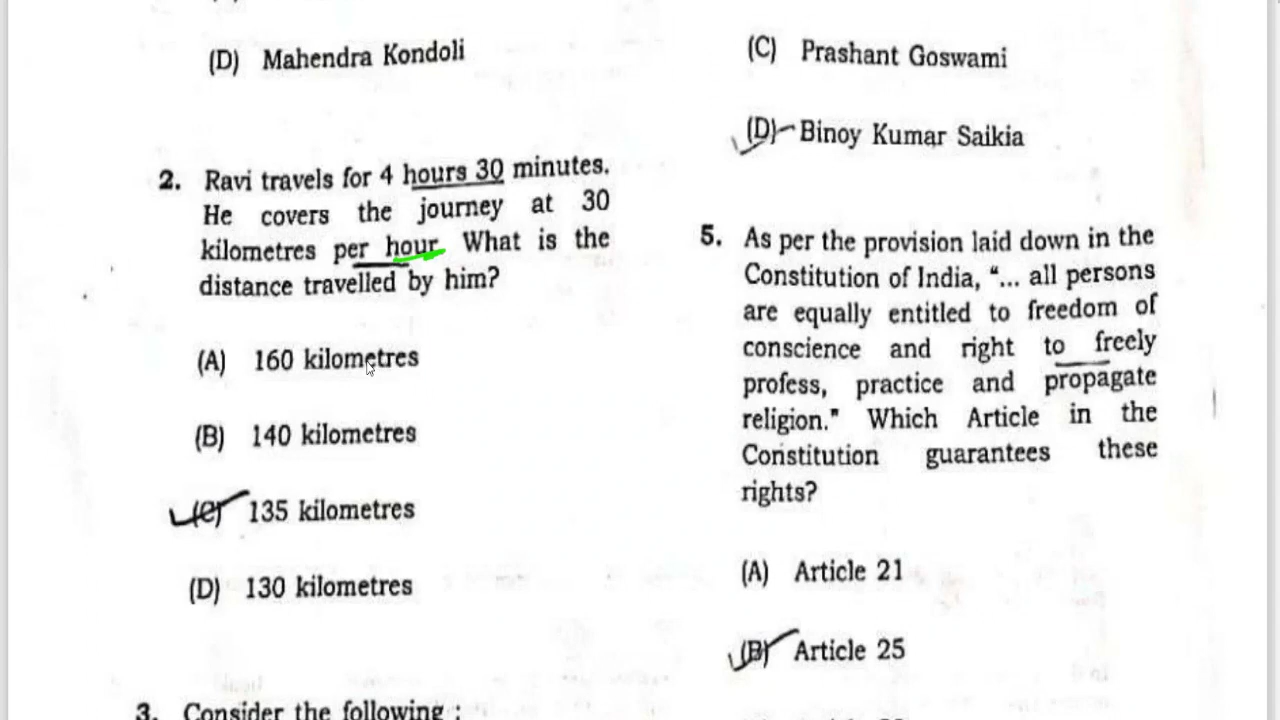 (D) Mahendra Kondoli
2. Ravi travels for 4 hours 30 minutes.
He covers the journey at 30
kilometres per hour. What is the
distance travelled by him?
(A) 160 kilometres
(B) 140 kilometres
(C) 135 kilometres
(D) 130 kilometres
3. Consider the following :
(C) Prashant Goswami
(D) Binoy Kumar Saikia
5. As per the provision laid down in the
Constitution of India, “... all persons
are equally entitled to freedom of
conscience and right to freely
profess, practice and propagate
religion.” Which Article in the
Constitution guarantees these
rights?
(A) Article 21
(B) Article 25